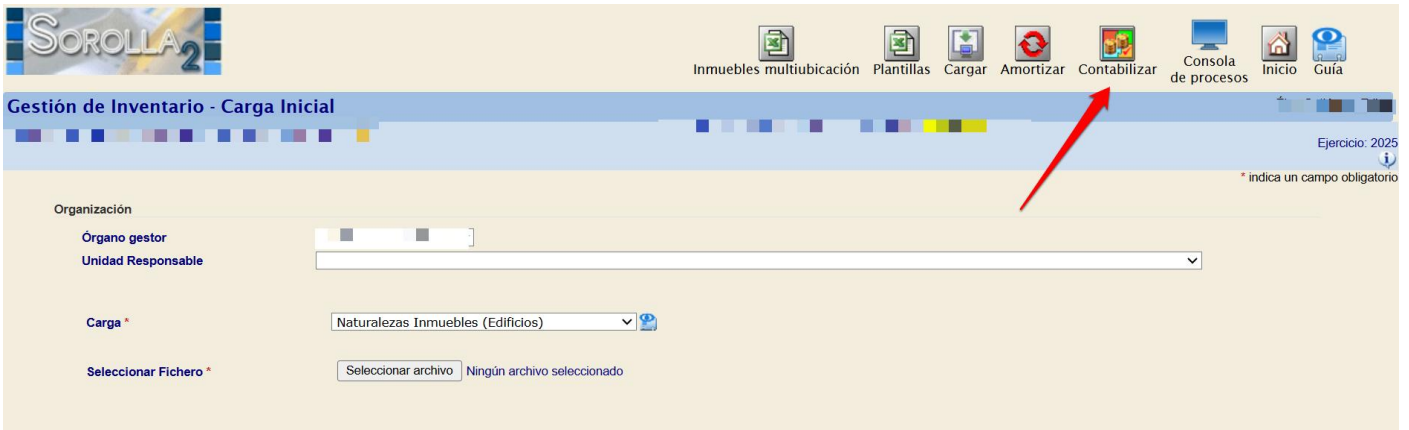 SOROLLA2
Inmuebles multiubicación Plantillas Cargar Amortizar Contabilizar Consola de procesos Inicio Guía
Gestión de Inventario - Carga Inicial
Ejercicio: 2025
* indica un campo obligatorio
Organización
Órgano gestor
Unidad Responsable
Carga * Naturalezas Inmuebles (Edificios)
Seleccionar Fichero * Seleccionar archivo Ningún archivo seleccionado